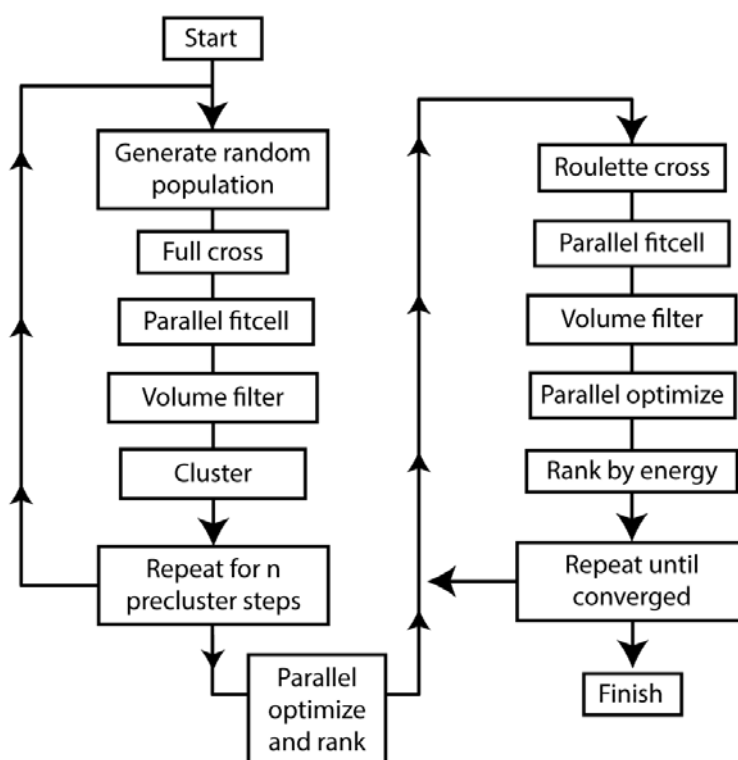 Start
Generate random
population
Full cross
Parallel fitcell
Volume filter
Cluster
Repeat for n
precluster steps
Parallel
optimize
and rank
Roulette cross
Parallel fitcell
Volume filter
Parallel optimize
Rank by energy
Repeat until
converged
Finish